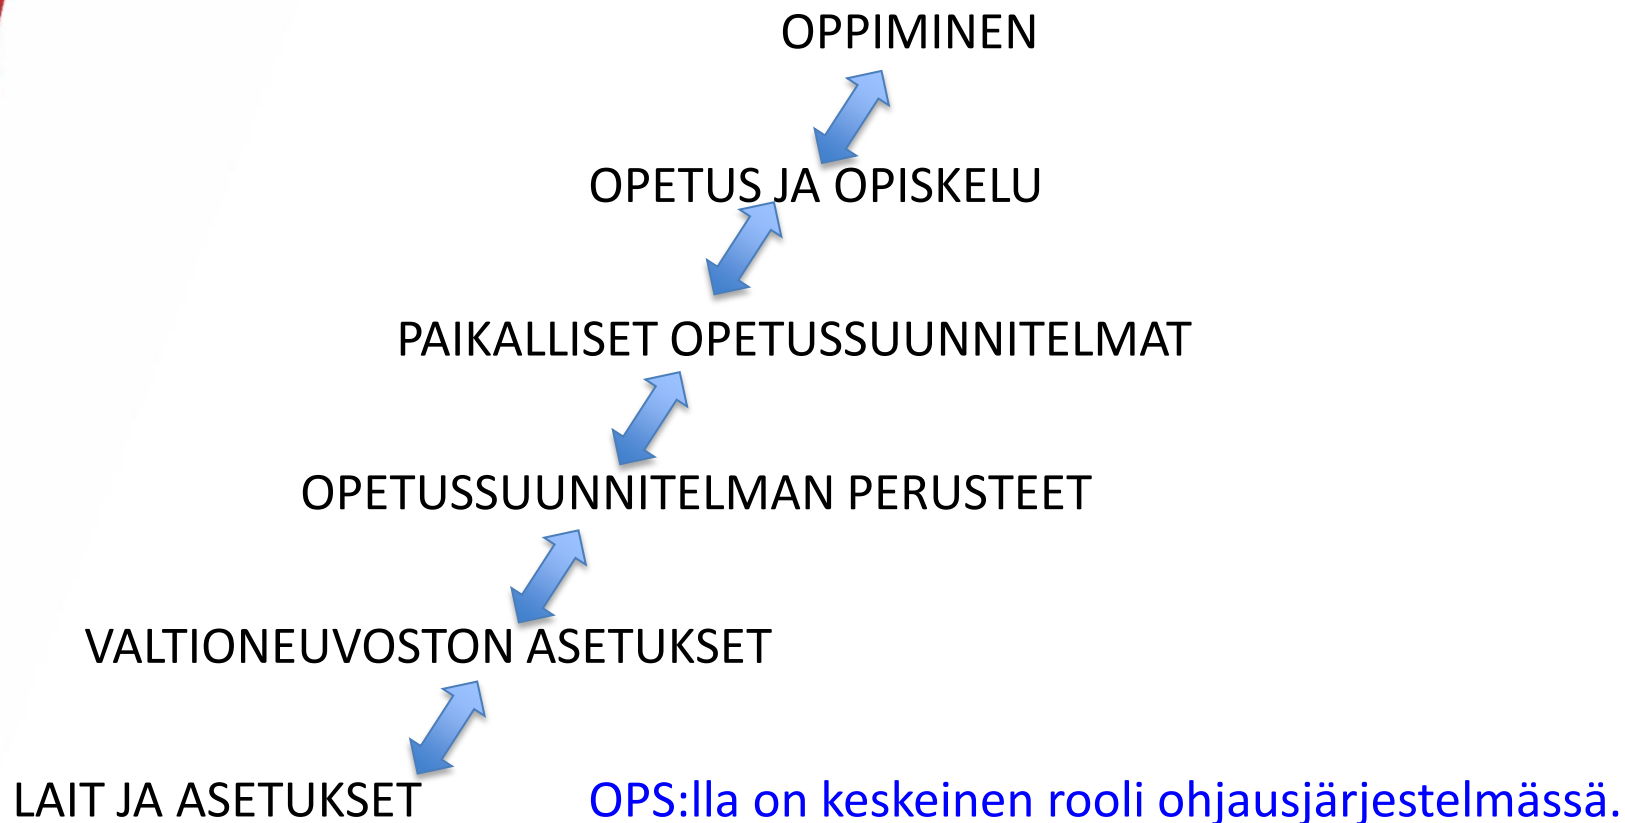 OPPIMINEN
OPETUS JA OPISKELU
PAIKALLISET OPETUSSUUNNITELMAT
OPETUSSUUNNITELMAN PERUSTEET
VALTIONEUVOSTON ASETUKSET
LAIT JA ASETUKSET
OPS:lla on keskeinen rooli ohjausjärjestelmässä.